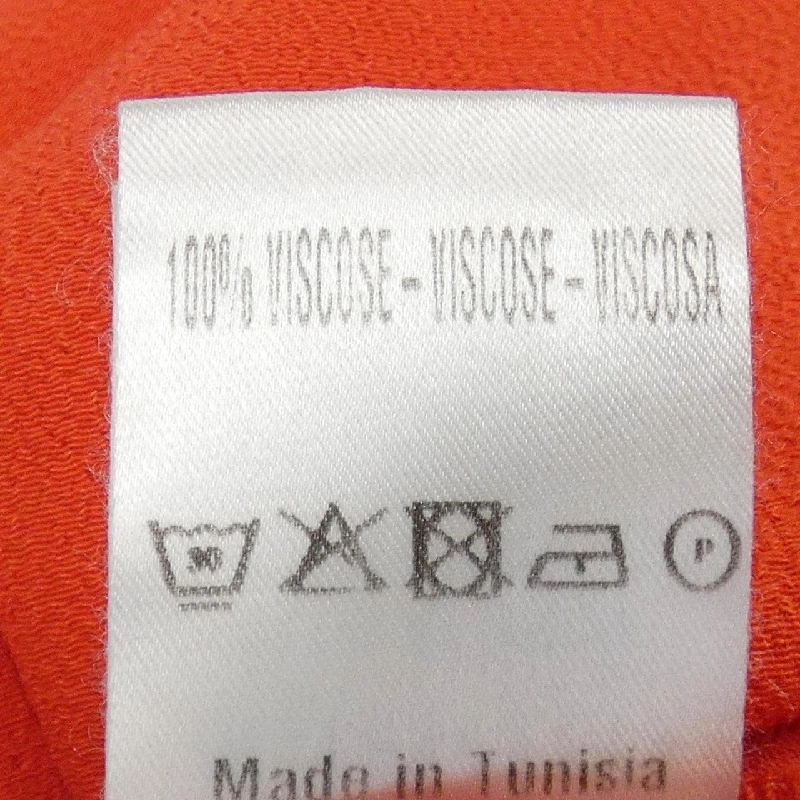 100% VISCOSE - VISCOSE - VISCOSA
30 P
Made in Tunisia